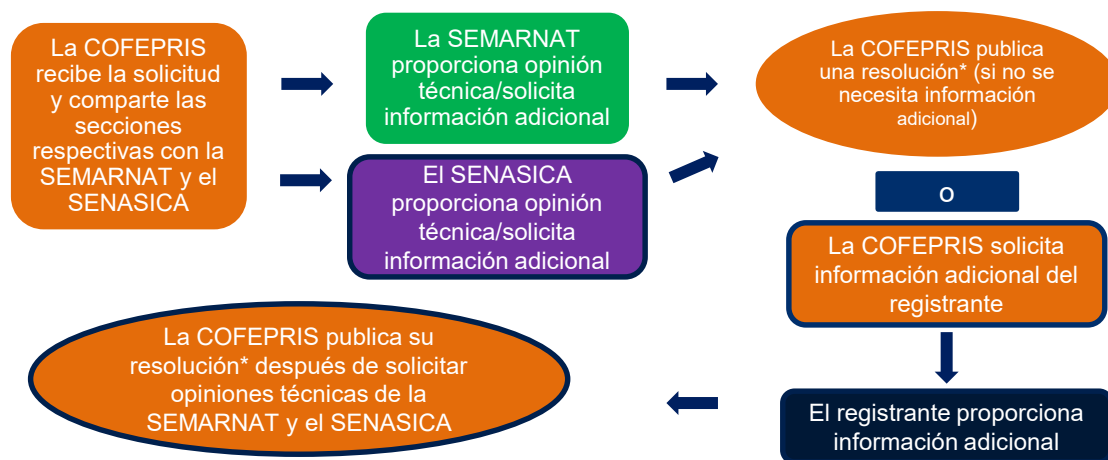 La COFEPRIS
recibe la solicitud
y comparte las
secciones
respectivas con la
SEMARNAT y el
SENASICA
La SEMARNAT
proporciona opinión
técnica/solicita
información adicional
El SENASICA
proporciona opinión
técnica/solicita
información adicional
La COFEPRIS publica
una resolución* (si no se
necesita información
adicional)
o
La COFEPRIS solicita
información adicional del
registrante
El registrante proporciona
información adicional
La COFEPRIS publica su
resolución* después de solicitar
opiniones técnicas de la
SEMARNAT y el SENASICA